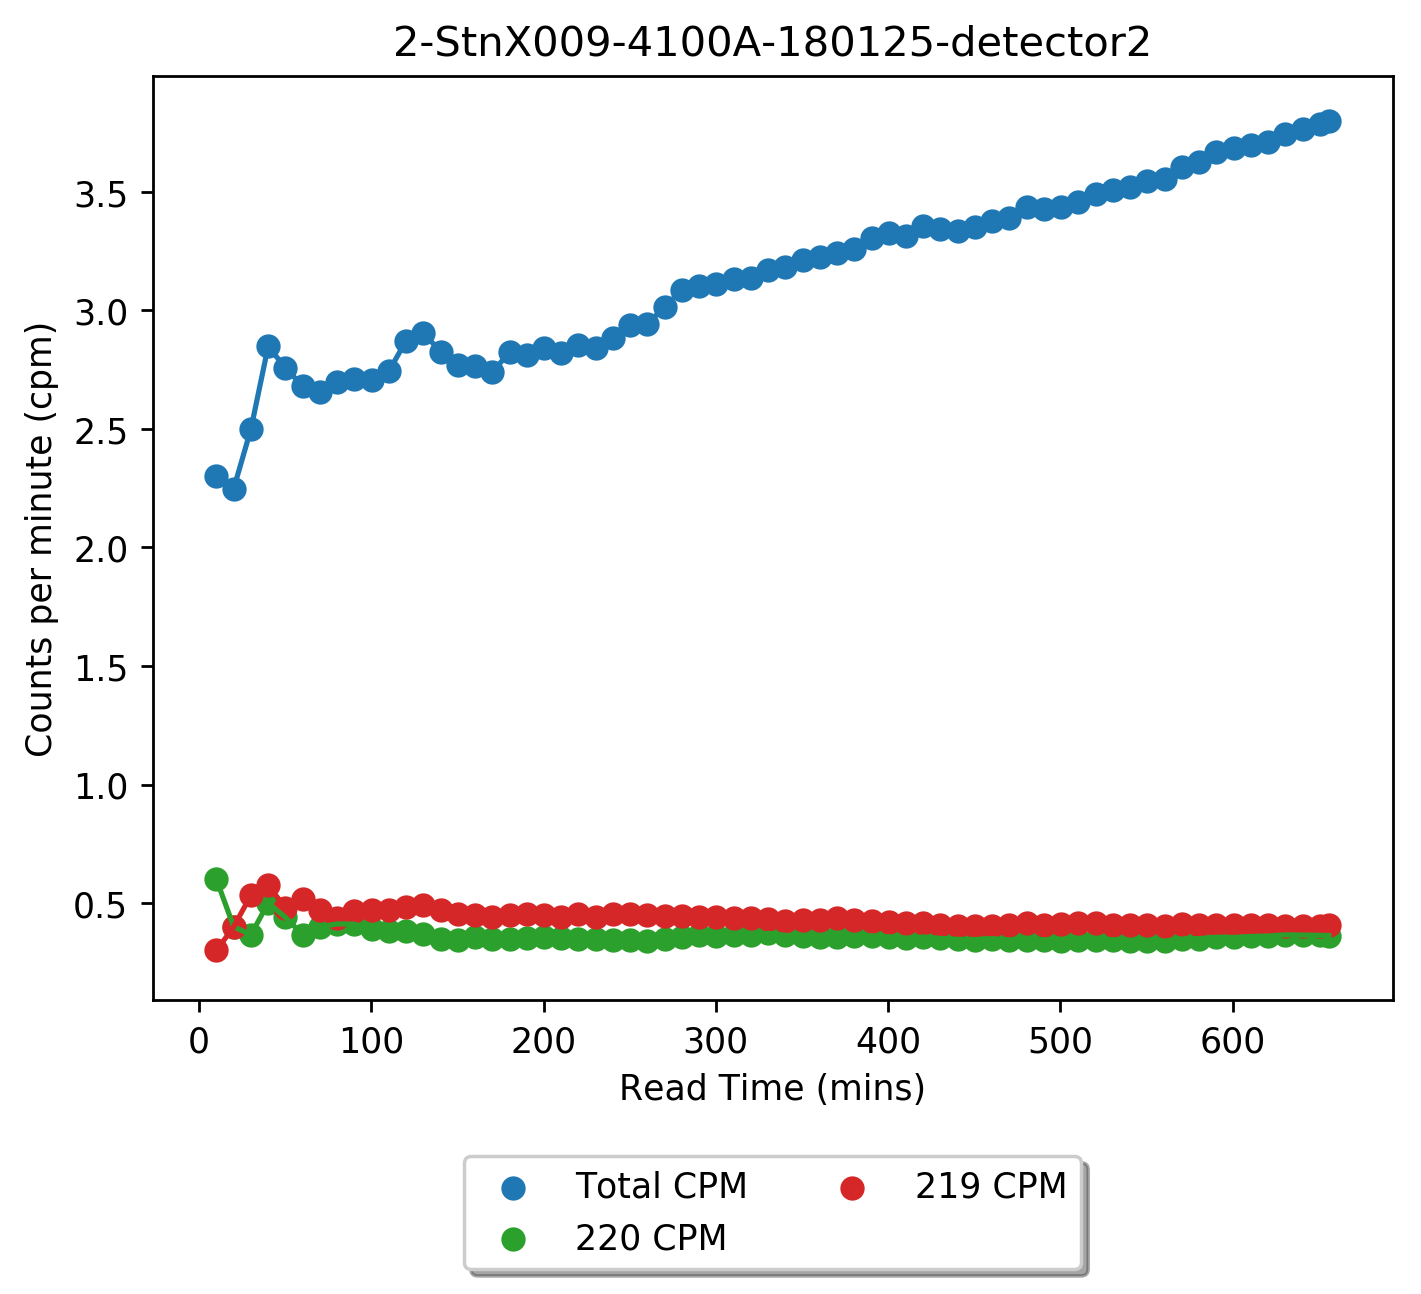 2-StnX009-4100A-180125-detector2
Counts per minute (cpm)
3.5
3.0
2.5
2.0
1.5
1.0
0.5
0 100 200 300 400 500 600
Read Time (mins)
Total CPM 219 CPM
220 CPM